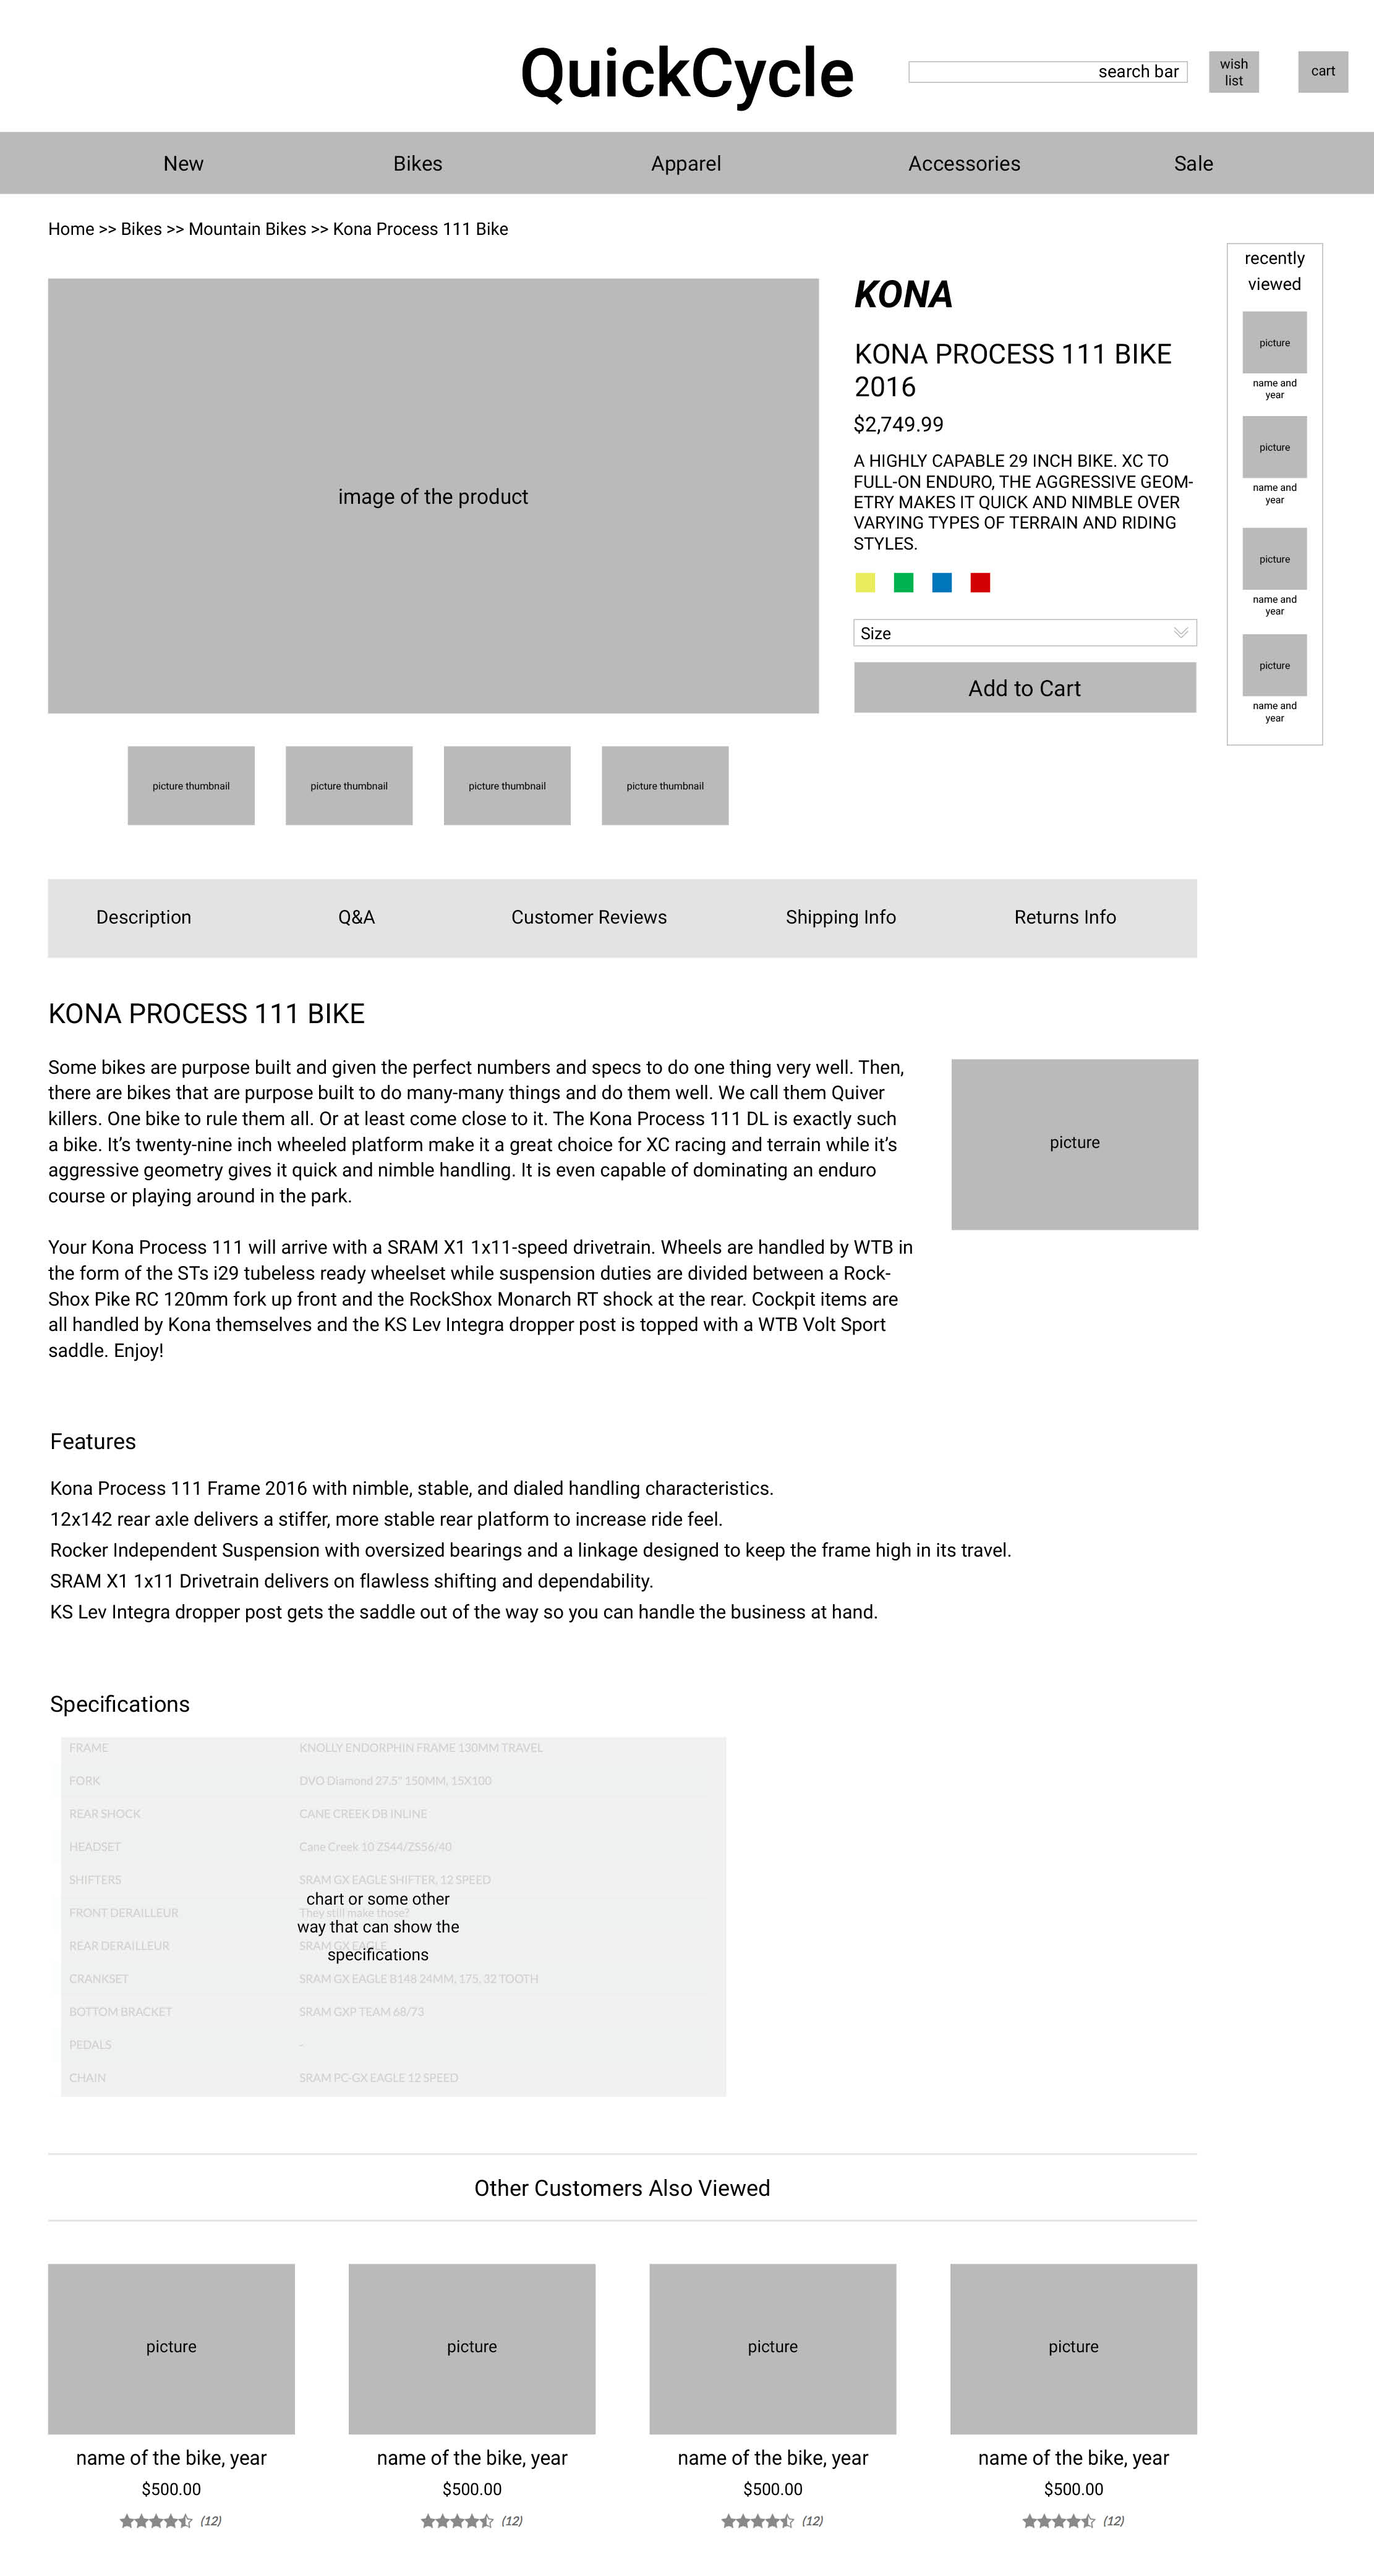 QuickCycle
search bar
wish
list
cart
New
Bikes
Apparel
Accessories
Sale
Home >> Bikes >> Mountain Bikes >> Kona Process 111 Bike
KONA
KONA PROCESS 111 BIKE
2016
$2,749.99
A HIGHLY CAPABLE 29 INCH BIKE. XC TO
FULL-ON ENDURO, THE AGGRESSIVE GEOM-
ETRY MAKES IT QUICK AND NIMBLE OVER
VARYING TYPES OF TERRAIN AND RIDING
STYLES.
Size
Add to Cart
recently
viewed
picture
name and
year
picture
name and
year
picture
name and
year
picture
name and
year
image of the product
picture thumbnail
picture thumbnail
picture thumbnail
picture thumbnail
Description
Q&A
Customer Reviews
Shipping Info
Returns Info
KONA PROCESS 111 BIKE
Some bikes are purpose built and given the perfect numbers and specs to do one thing very well. Then,
there are bikes that are purpose built to do many-many things and do them well. We call them Quiver
killers. One bike to rule them all. Or at least come close to it. The Kona Process 111 DL is exactly such
a bike. It’s twenty-nine inch wheeled platform make it a great choice for XC racing and terrain while it’s
aggressive geometry gives it quick and nimble handling. It is even capable of dominating an enduro
course or playing around in the park.
Your Kona Process 111 will arrive with a SRAM X1 1x11-speed drivetrain. Wheels are handled by WTB in
the form of the STs i29 tubeless ready wheelset while suspension duties are divided between a Rock-
Shox Pike RC 120mm fork up front and the RockShox Monarch RT shock at the rear. Cockpit items are
all handled by Kona themselves and the KS Lev Integra dropper post is topped with a WTB Volt Sport
saddle. Enjoy!
picture
Features
Kona Process 111 Frame 2016 with nimble, stable, and dialed handling characteristics.
12x142 rear axle delivers a stiffer, more stable rear platform to increase ride feel.
Rocker Independent Suspension with oversized bearings and a linkage designed to keep the frame high in its travel.
SRAM X1 1x11 Drivetrain delivers on flawless shifting and dependability.
KS Lev Integra dropper post gets the saddle out of the way so you can handle the business at hand.
Specifications
FRAME KNOLLY ENDORPHIN FRAME 130MM TRAVEL
FORK DVO Diamond 27.5" 150MM, 15X100
REAR SHOCK CANE CREEK DB INLINE
HEADSET Cane Creek 10 ZS44/ZS56/40
SHIFTERS SRAM GX EAGLE SHIFTER, 12 SPEED
chart or some other
FRONT DERAILLEUR They still make those?
way that can show the
REAR DERAILLEUR SRAM GX EAGLE
specifications
CRANKSET SRAM GX EAGLE B148 24MM, 175, 32 TOOTH
BOTTOM BRACKET SRAM GXP TEAM 68/73
PEDALS -
CHAIN SRAM PC-GX EAGLE 12 SPEED
Other Customers Also Viewed
picture
name of the bike, year
$500.00
(12)
picture
name of the bike, year
$500.00
(12)
picture
name of the bike, year
$500.00
(12)
picture
name of the bike, year
$500.00
(12)